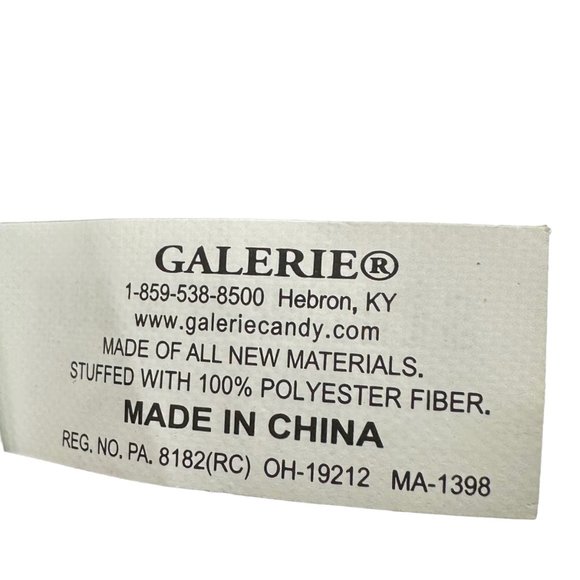 GALERIE®
1-859-538-8500 Hebron, KY
www.galeriecandy.com
MADE OF ALL NEW MATERIALS.
STUFFED WITH 100% POLYESTER FIBER.
MADE IN CHINA
REG. NO. PA. 8182(RC) OH-19212 MA-1398